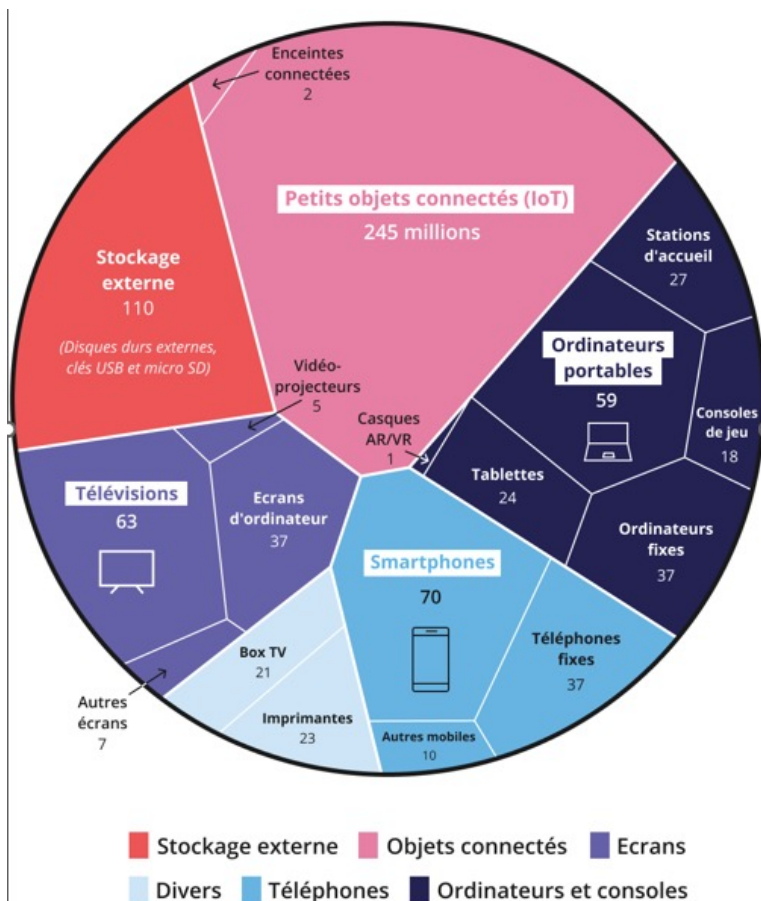 Enceintes
connectées
2
Petits objets connectés (IoT)
245 millions
Stockage
externe
110
(Disques durs externes,
clés USB et micro SD)
Stations
d'accueil
27
Ordinateurs
portables
59
Consoles
de jeu
18
Vidéo-
projecteurs
5
Casques
AR/VR
1
Tablettes
24
Ordinateurs
fixes
37
Télévisions
63
Ecrans
d'ordinateur
37
Smartphones
70
Téléphones
fixes
37
Autres mobiles
10
Box TV
21
Imprimantes
23
Autres
écrans
7
Stockage externe
Objets connectés
Ecrans
Divers
Téléphones
Ordinateurs et consoles